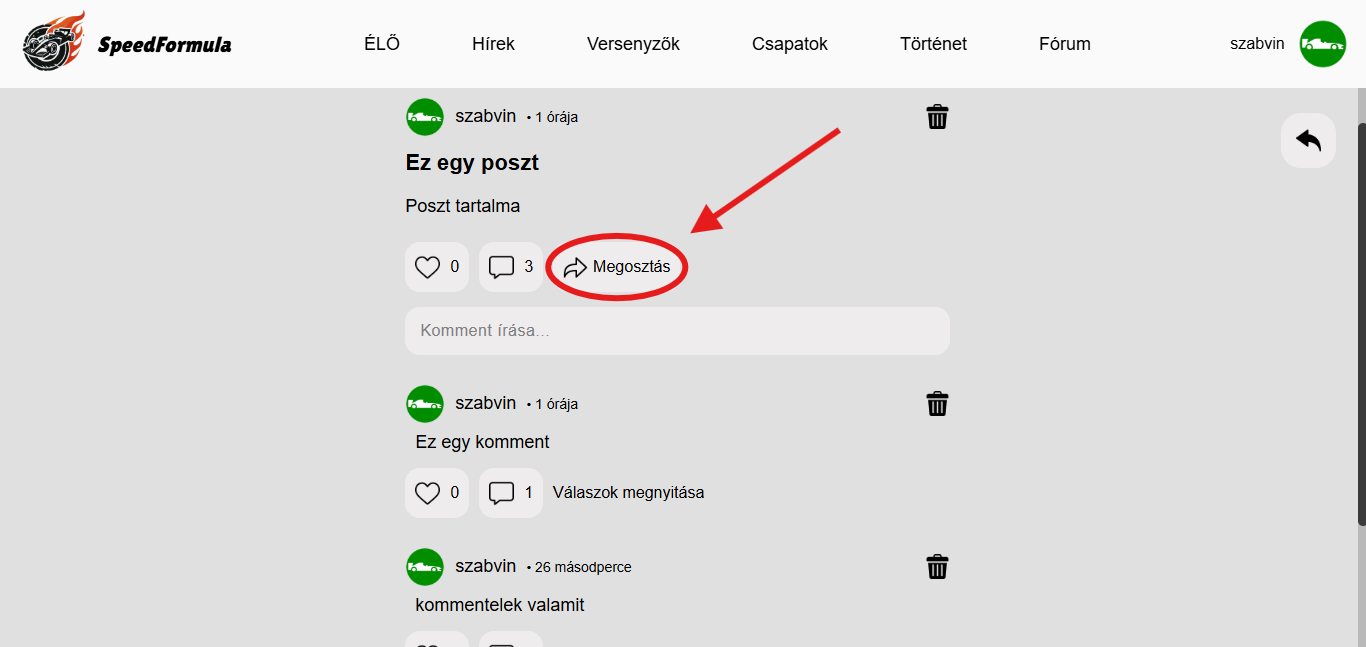 SpeedFormula ÉLŐ Hírek Versenyzők Csapatok Történet Fórum szabvin
szabvin • 1 órája
Ez egy poszt
Poszt tartalma
0 3 Megosztás
Komment írása...
szabvin • 1 órája
Ez egy komment
0 1 Válaszok megnyitása
szabvin • 26 másodperce
kommentelek valamit